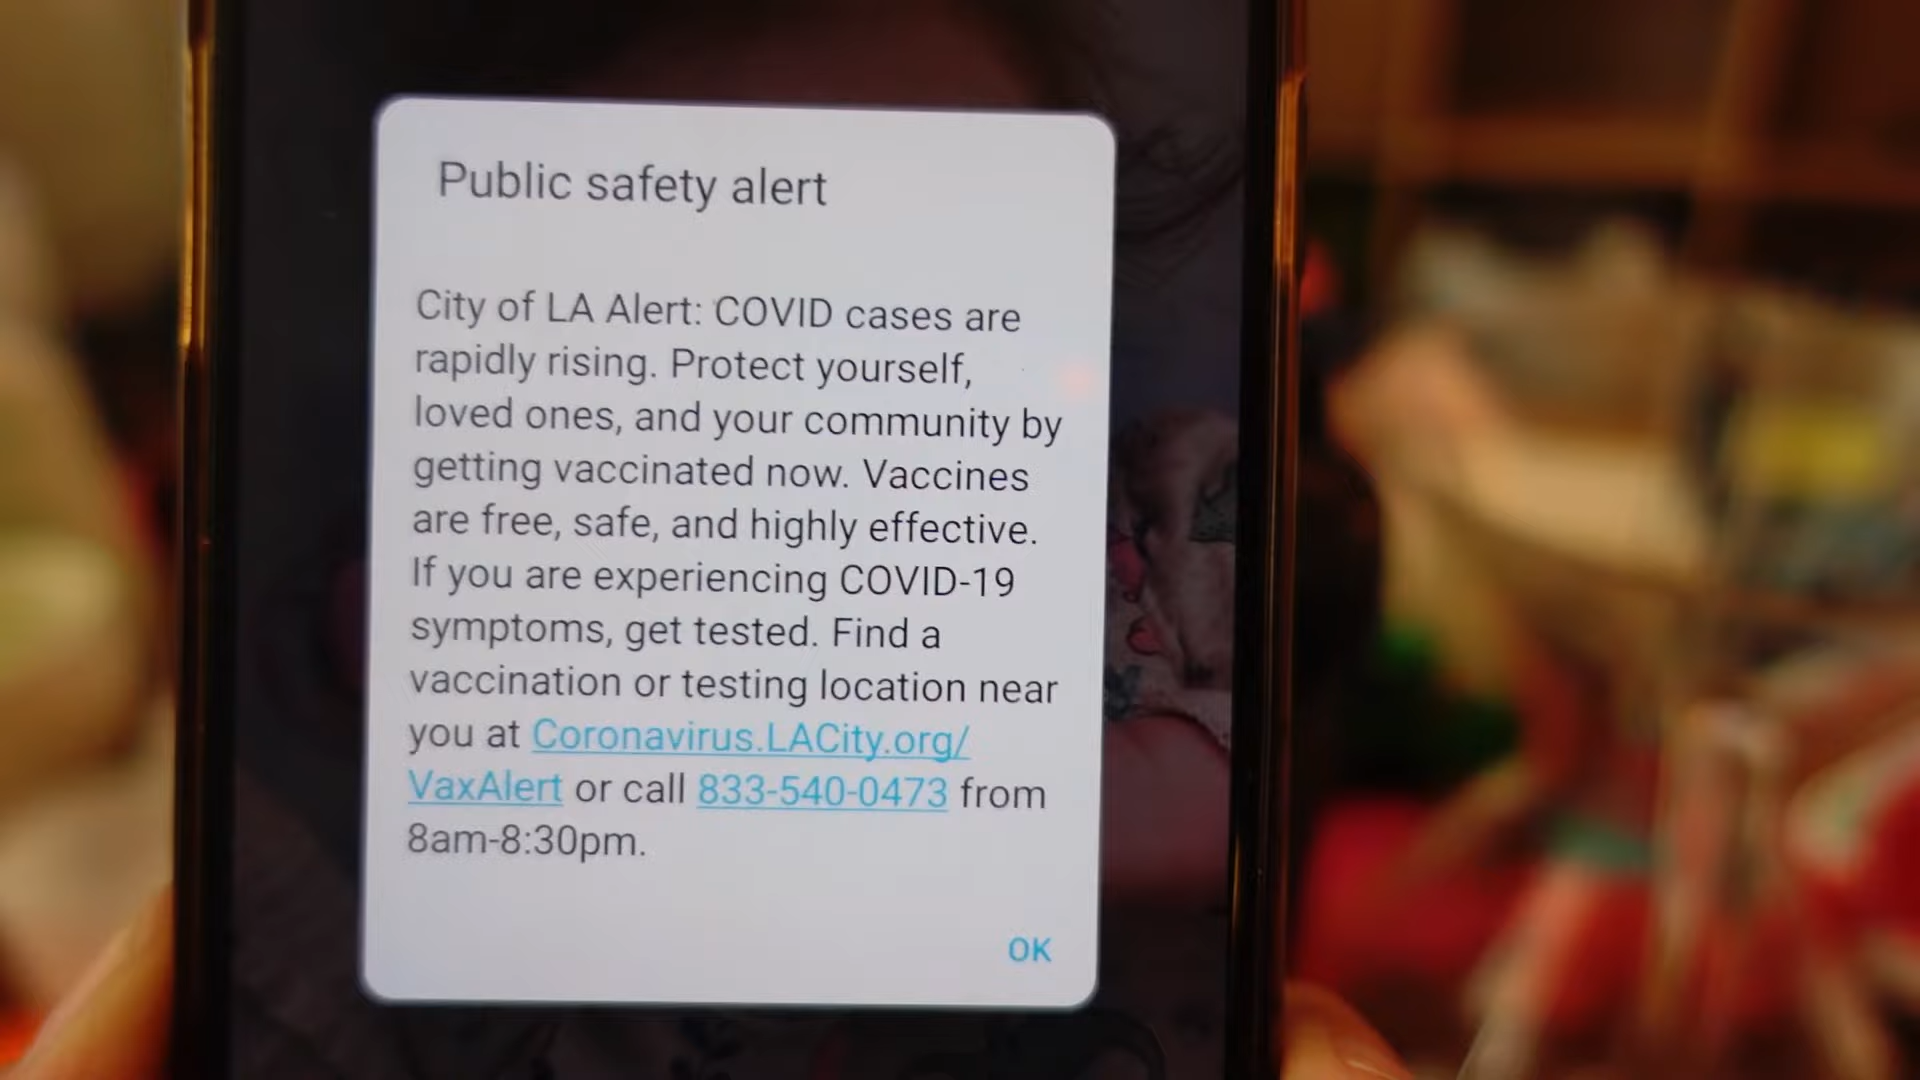 Public safety alert
City of LA Alert: COVID cases are
rapidly rising. Protect yourself,
loved ones, and your community by
getting vaccinated now. Vaccines
are free, safe, and highly effective.
If you are experiencing COVID-19
symptoms, get tested. Find a
vaccination or testing location near
you at Coronavirus.LACity.org/
VaxAlert or call 833-540-0473 from
8am-8:30pm.
OK